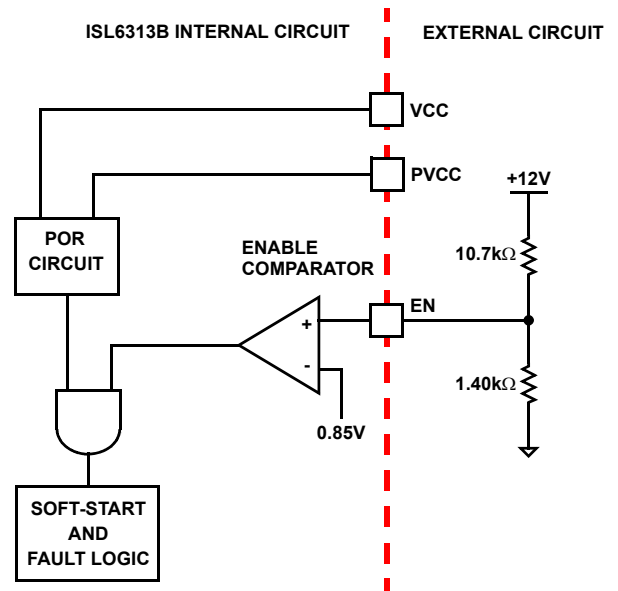 ISL6313B INTERNAL CIRCUIT
EXTERNAL CIRCUIT
VCC
PVCC
+12V
POR
CIRCUIT
10.7kΩ
ENABLE
COMPARATOR
EN
+
-
1.40kΩ
0.85V
SOFT-START
AND
FAULT LOGIC